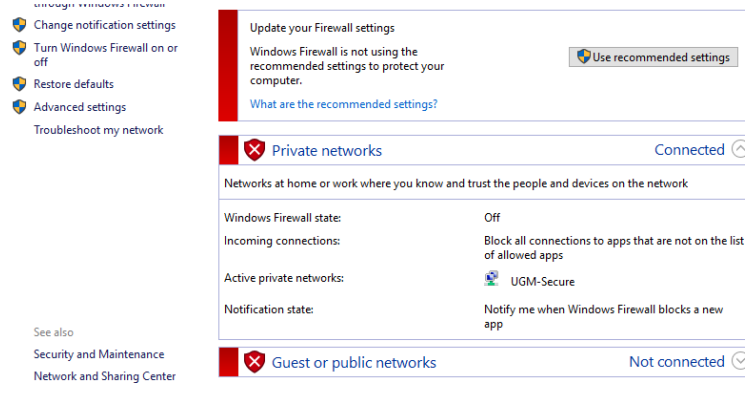 through Windows Firewall
Change notification settings
Turn Windows Firewall on or
off
Restore defaults
Advanced settings
Troubleshoot my network
See also
Security and Maintenance
Network and Sharing Center
Update your Firewall settings
Windows Firewall is not using the
recommended settings to protect your
computer.
Use recommended settings
What are the recommended settings?
Private networks
Connected
Networks at home or work where you know and trust the people and devices on the network
Windows Firewall state:
Off
Incoming connections:
Block all connections to apps that are not on the list
of allowed apps
Active private networks:
UGM-Secure
Notification state:
Notify me when Windows Firewall blocks a new
app
Guest or public networks
Not connected